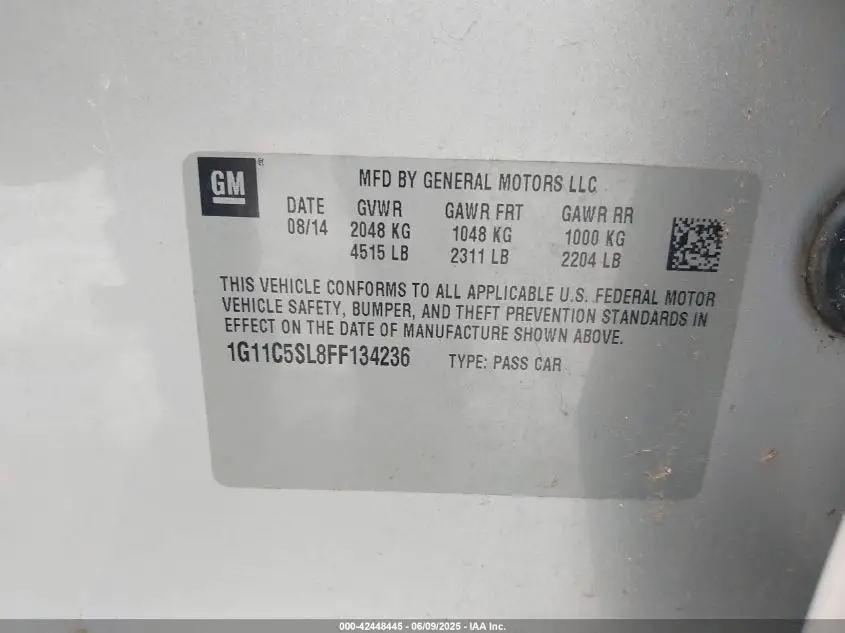 GM
MFD BY GENERAL MOTORS LLC
DATE GVWR GAWR FRT GAWR RR
08/14 2048 KG 1048 KG 1000 KG
4515 LB 2311 LB 2204 LB
THIS VEHICLE CONFORMS TO ALL APPLICABLE U.S. FEDERAL MOTOR
VEHICLE SAFETY, BUMPER, AND THEFT PREVENTION STANDARDS IN
EFFECT ON THE DATE OF MANUFACTURE SHOWN ABOVE.
1G11C5SL8FF134236 TYPE: PASS CAR
000-42448445 - 06/09/2025 - IAA Inc.